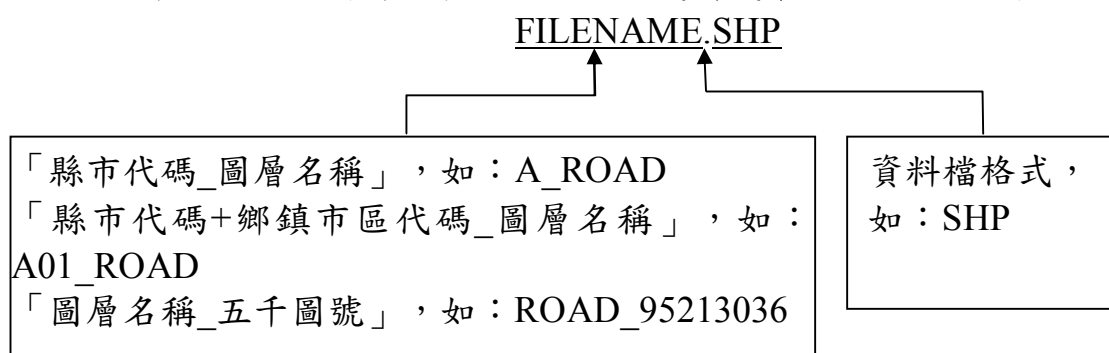 FILENAME.SHP
「縣市代碼_圖層名稱」，如：A_ROAD
「縣市代碼+鄉鎮市區代碼_圖層名稱」，如：
A01_ROAD
「圖層名稱_五千圖號」，如：ROAD_95213036
資料檔格式，
如：SHP